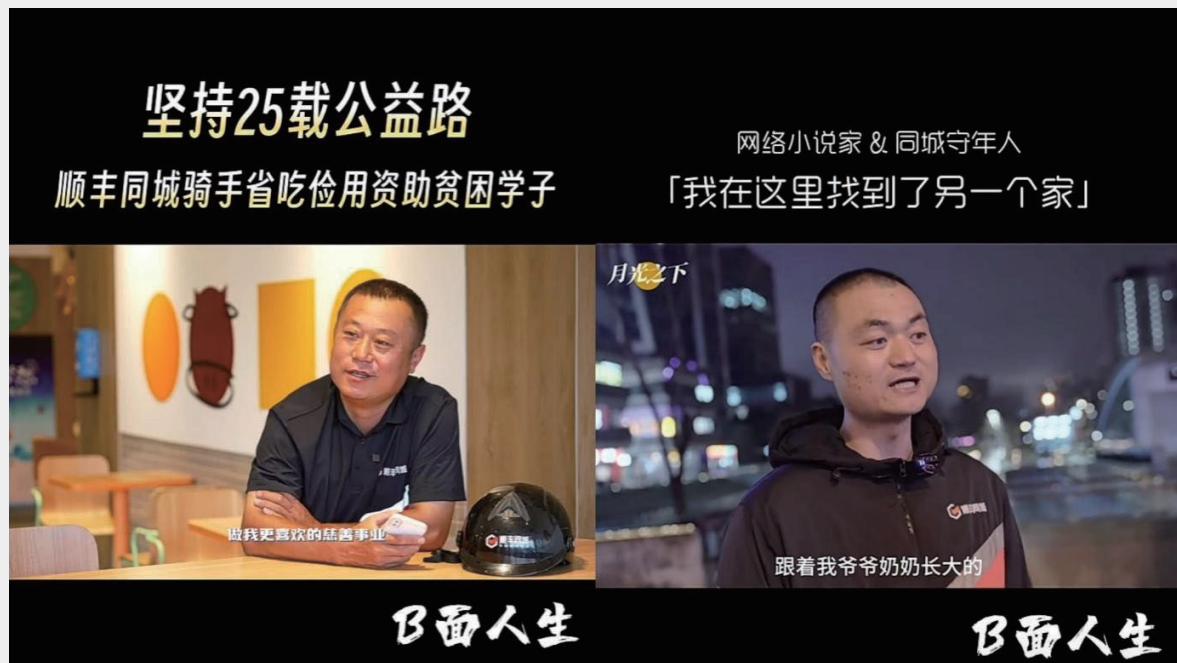 坚持25载公益路
顺丰同城骑手省吃俭用资助贫困学子
做我更喜欢的慈善事业
B面人生
网络小说家 & 同城守年人
「我在这里找到了另一个家」
月光之下
跟着我爷爷奶奶长大的
B面人生